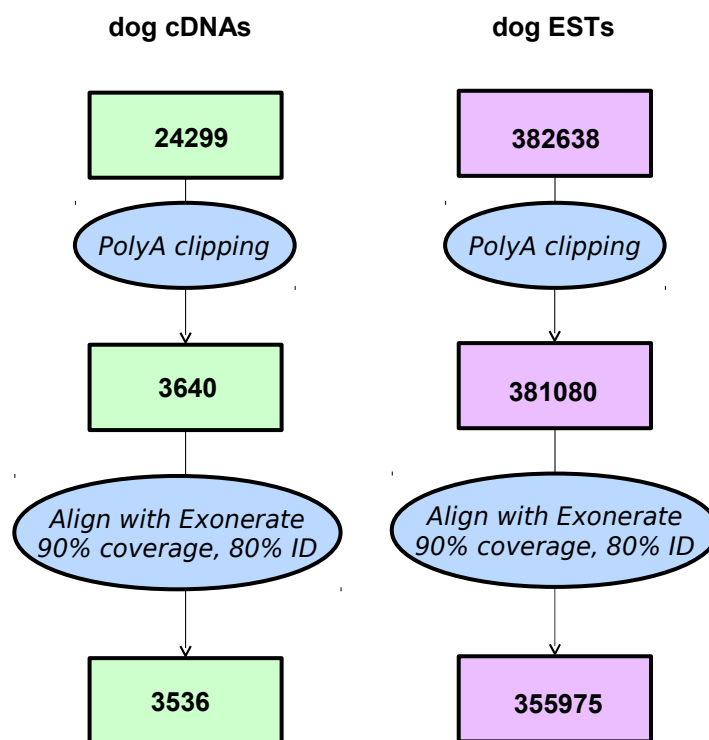 dog cDNAs
24299
PolyA clipping
3640
Align with Exonerate
90% coverage, 80% ID
3536
dog ESTs
382638
PolyA clipping
381080
Align with Exonerate
90% coverage, 80% ID
355975